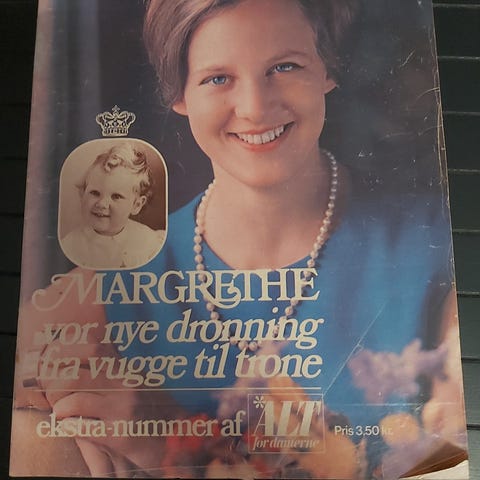 MARGRETHE
vor nye dronning
fra vugge til trone
ekstra-nummer af *ALT
for damerne
Pris 3,50 kr.